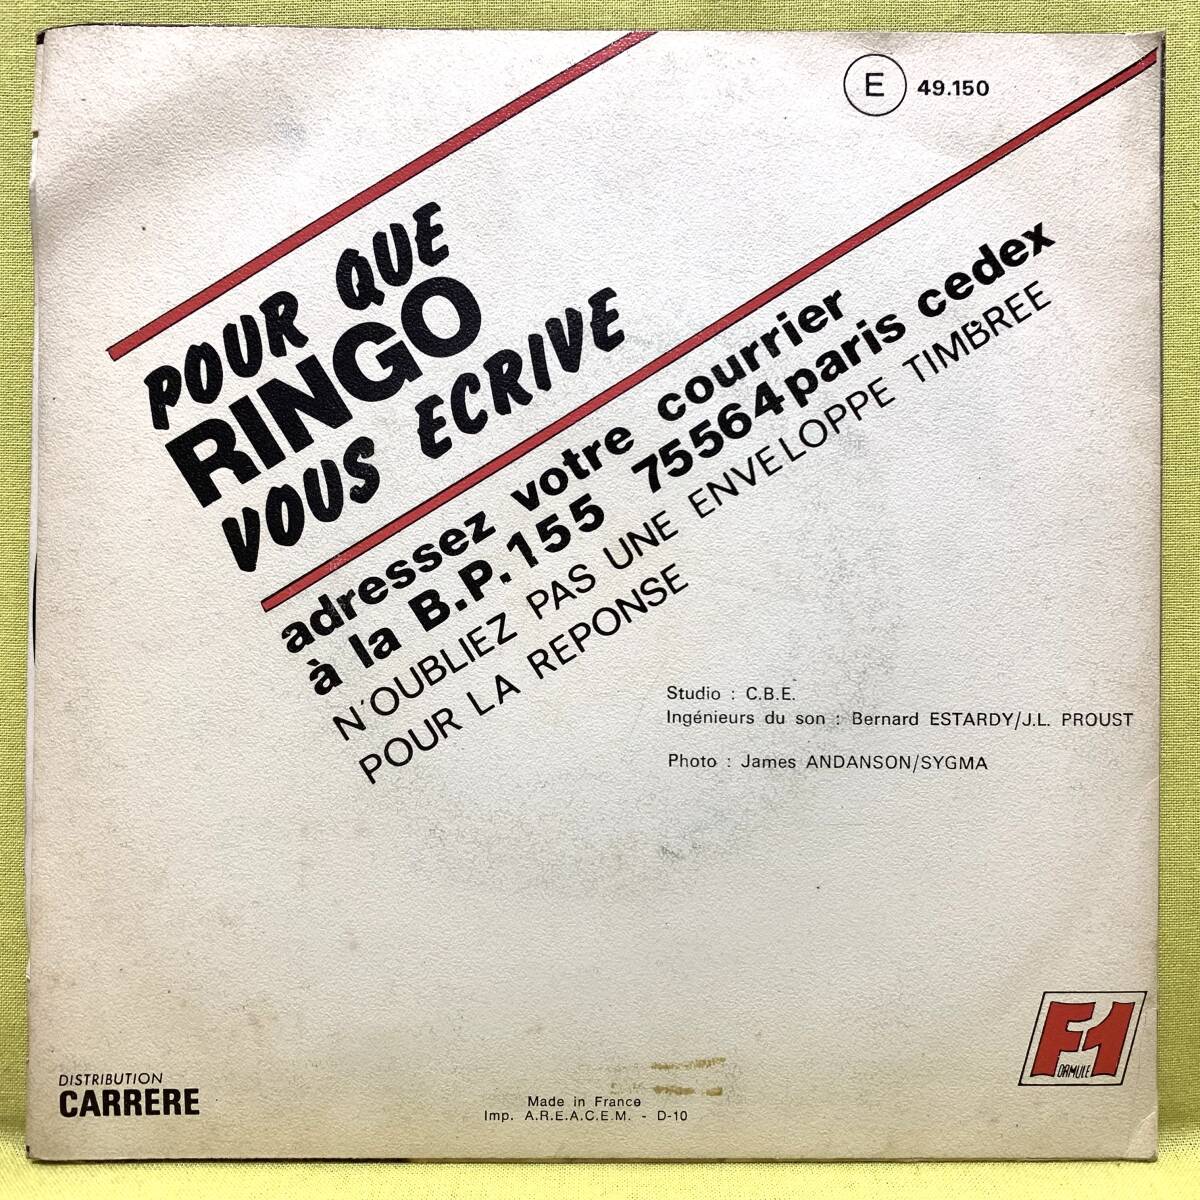 E 49.150
POUR QUE
RINGO
VOUS ECRIVE
adressez votre courrier
à la B.P.155 75564 paris cedex
N'OUBLIEZ PAS UNE ENVELOPPE TIMBREE
POUR LA REPONSE
Studio : C.B.E.
Ingénieurs du son : Bernard ESTARDY/J.L. PROUST
Photo : James ANDANSON/SYGMA
F1
FORMULE
DISTRIBUTION
CARRERE
Made in France
Imp. A.R.E.A.C.E.M. - D-10